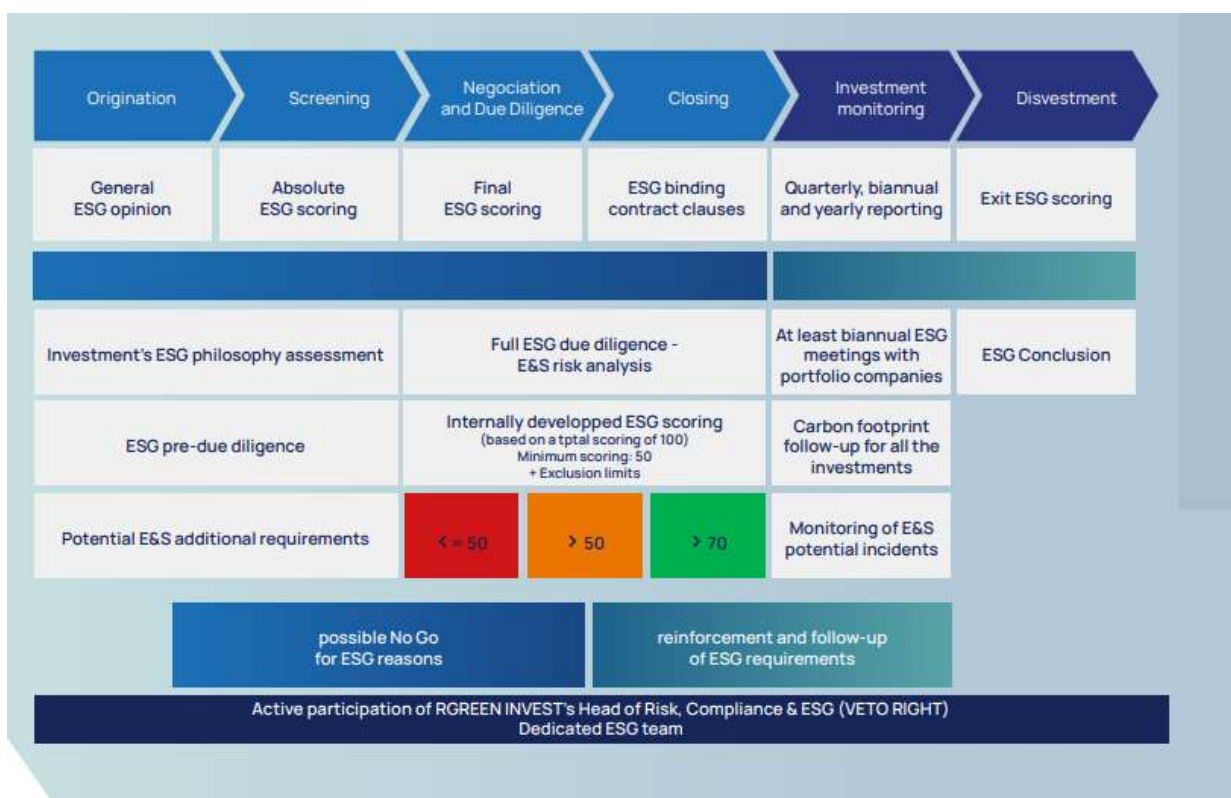 Origination
Screening
Negociation
and Due Diligence
Closing
Investment
monitoring
Disvestment
General
ESG opinion
Absolute
ESG scoring
Final
ESG scoring
ESG binding
contract clauses
Quarterly, biannual
and yearly reporting
Exit ESG scoring
Investment's ESG philosophy assessment
Full ESG due diligence -
E&S risk analysis
At least biannual ESG
meetings with
portfolio companies
ESG Conclusion
ESG pre-due diligence
Internally developped ESG scoring
(based on a tptal scoring of 100)
Minimum scoring: 50
+ Exclusion limits
Carbon footprint
follow-up for all the
investments
Potential E&S additional requirements
< = 50
> 50
> 70
Monitoring of E&S
potential incidents
possible No Go
for ESG reasons
reinforcement and follow-up
of ESG requirements
Active participation of RGREEN INVEST's Head of Risk, Compliance & ESG (VETO RIGHT)
Dedicated ESG team